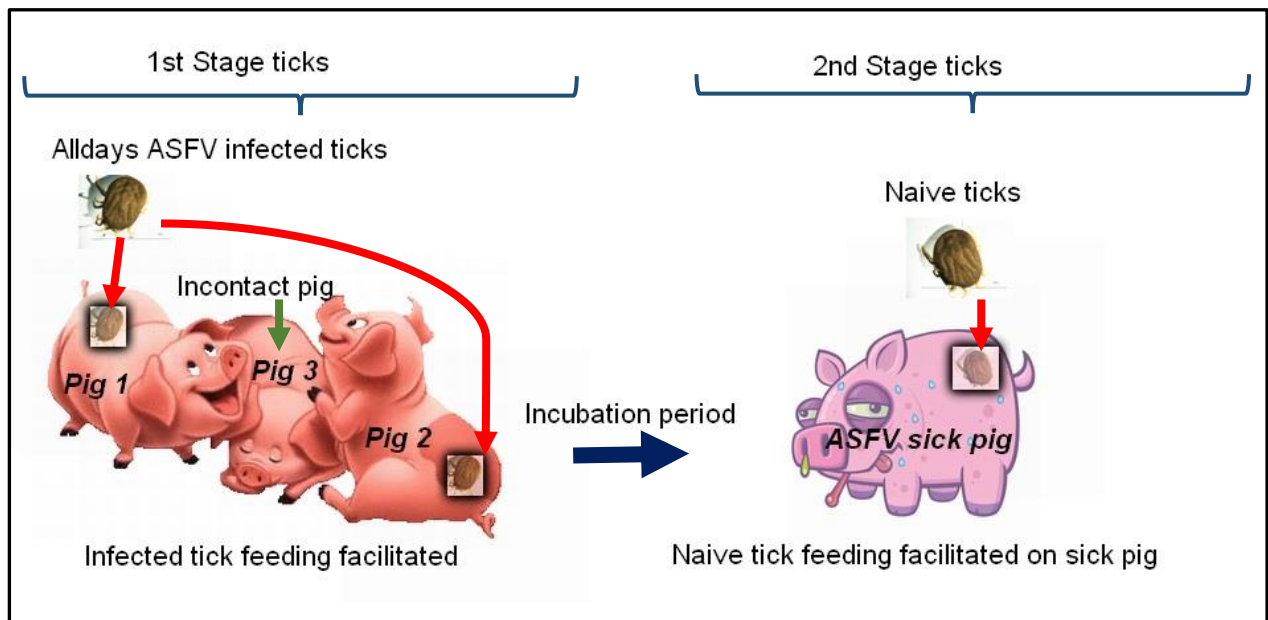 1st Stage ticks
2nd Stage ticks
Alldays ASFV infected ticks
Naive ticks
Incontact pig
Pig 1
Pig 3
Pig 2
Incubation period
ASFV sick pig
Infected tick feeding facilitated
Naive tick feeding facilitated on sick pig